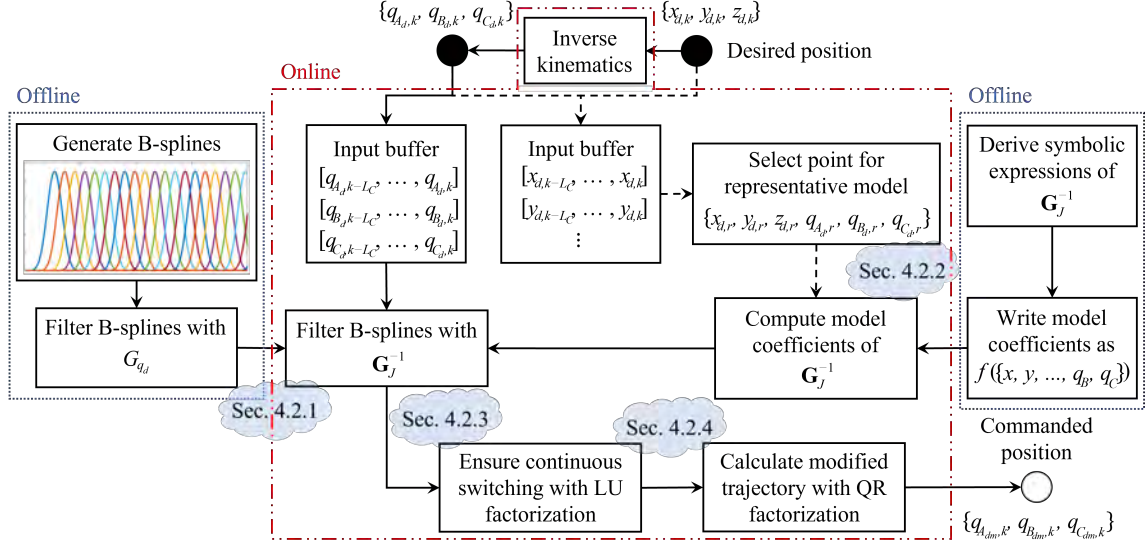 {q_{A_d,k}, q_{B_d,k}, q_{C_d,k}}
{x_{d,k}, y_{d,k}, z_{d,k}}
Inverse
kinematics
Desired position
Online
Offline
Generate B-splines
Filter B-splines with
G_{q_d}
Input buffer
[q_{A_d,k−L_C}, … , q_{A_d,k}]
[q_{B_d,k−L_C}, … , q_{B_d,k}]
[q_{C_d,k−L_C}, … , q_{C_d,k}]
Input buffer
[x_{d,k−L_C}, … , x_{d,k}]
[y_{d,k−L_C}, … , y_{d,k}]
⋮
Select point for
representative model
{x_{d,r}, y_{d,r}, z_{d,r}, q_{A_d,r}, q_{B_d,r}, q_{C_d,r}}
Sec. 4.2.2
Offline
Derive symbolic
expressions of
G_J^{-1}
Write model
coefficients as
f({x, y, ..., q_B, q_C})
Compute model
coefficients of
G_J^{-1}
Filter B-splines with
G_J^{-1}
Sec. 4.2.1
Sec. 4.2.3
Sec. 4.2.4
Ensure continuous
switching with LU
factorization
Calculate modified
trajectory with QR
factorization
Commanded
position
{q_{A_{dm},k}, q_{B_{dm},k}, q_{C_{dm},k}}